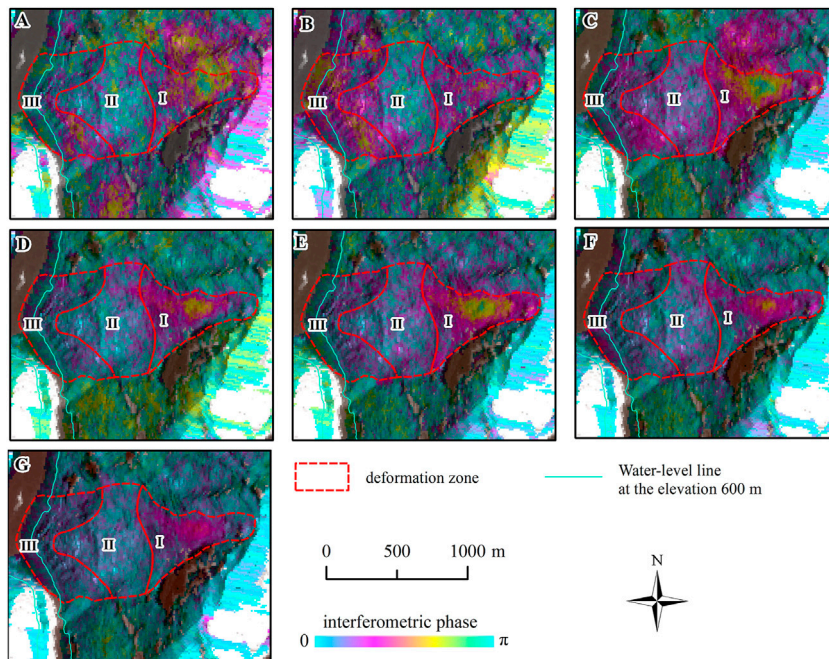 A
B
C
III
II
I
III
II
I
III
II
I
D
E
F
III
II
I
III
II
I
III
II
I
G
III
II
I
deformation zone
Water-level line
at the elevation 600 m
0 500 1000 m
N
interferometric phase
0 π